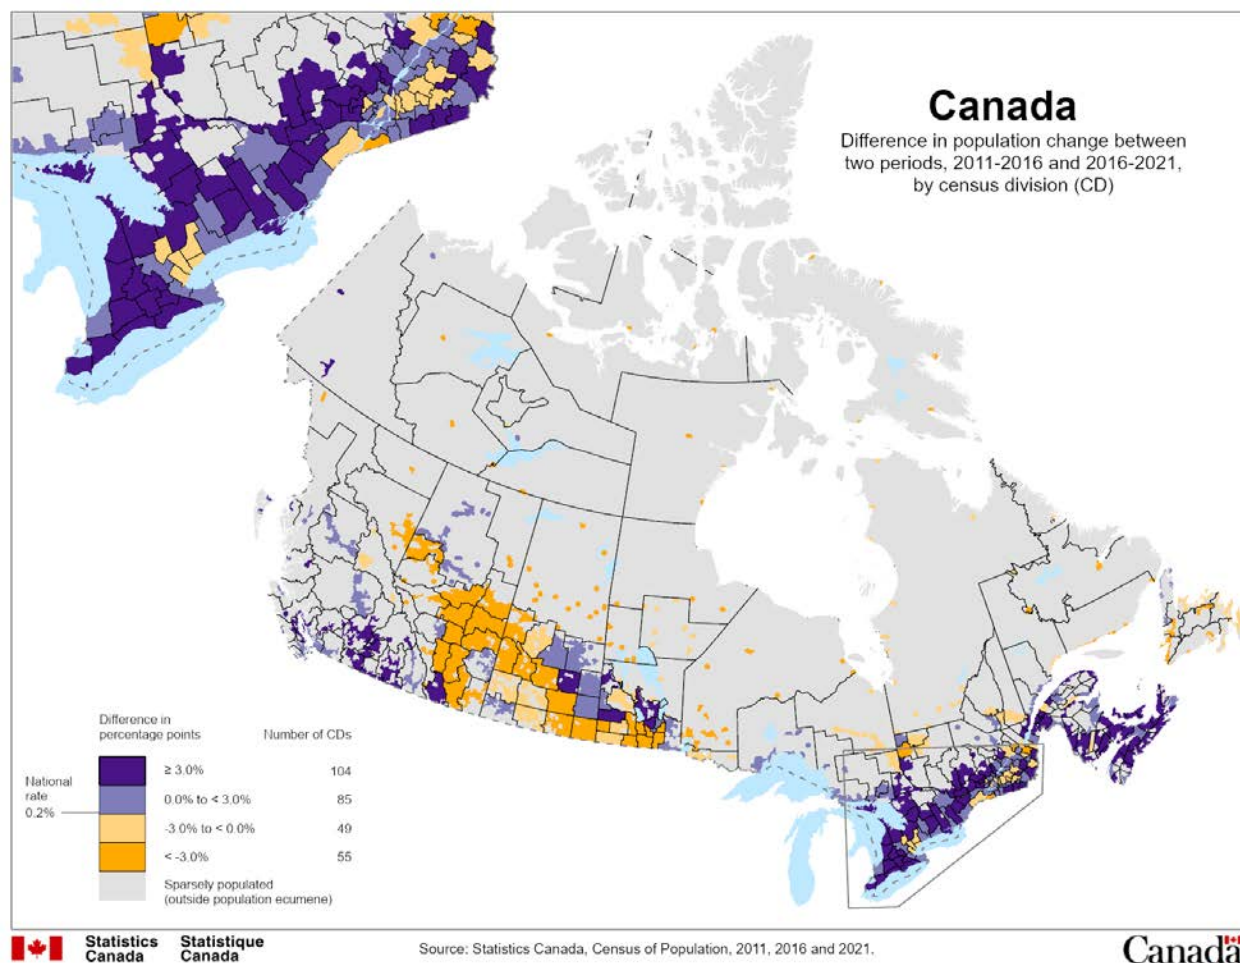 Canada
Difference in population change between
two periods, 2011-2016 and 2016-2021,
by census division (CD)
Difference in
percentage points
Number of CDs
National
rate
0.2%
≥ 3.0%
104
0.0% to < 3.0%
85
-3.0% to < 0.0%
49
< -3.0%
55
Sparsely populated
(outside population ecumene)
Statistics
Canada
Statistique
Canada
Source: Statistics Canada, Census of Population, 2011, 2016 and 2021.
Canada